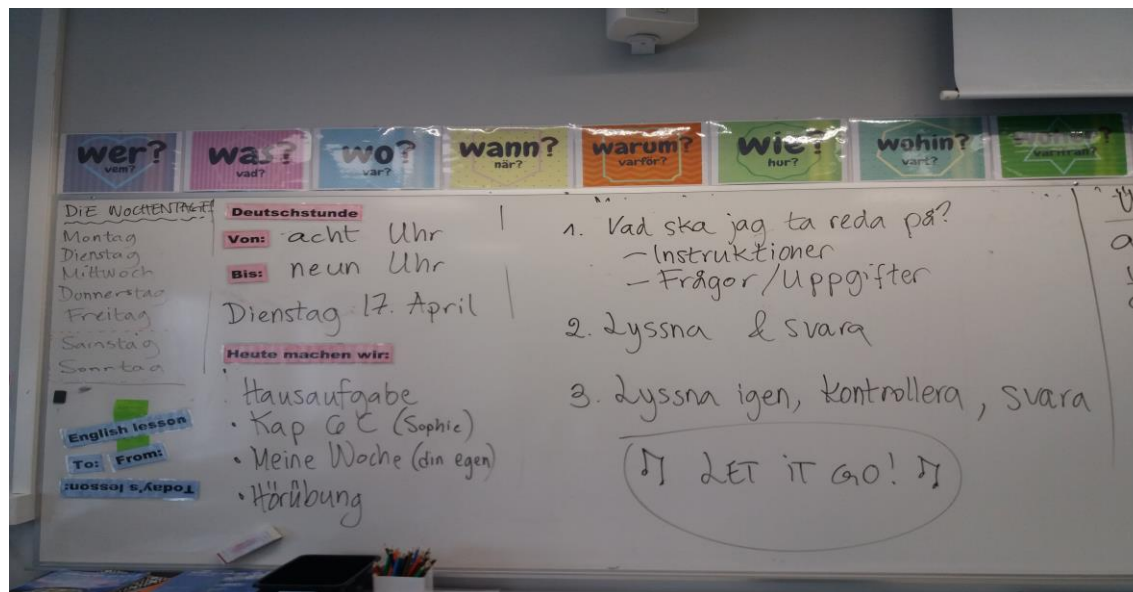 wer?
vem?
was?
vad?
wo?
var?
wann?
när?
warum?
varför?
wie?
hur?
wohin?
vart?
DIE WOCHENTAGE
Montag
Dienstag
Mittwoch
Donnerstag
Freitag
Samstag
Sonntag
English lesson
To: From:
Today's lesson:
Deutschstunde
Von: acht Uhr
Bis: neun Uhr
Dienstag 17. April
Heute machen wir:
• Hausaufgabe
• Kap 6 C (Sophie)
• Meine Woche (din egen)
• Hörübung
1. Vad ska jag ta reda på?
– Instruktioner
– Frågor/Uppgifter
2. Lyssna & svara
3. Lyssna igen, kontrollera, svara
♫ LET iT GO! ♫